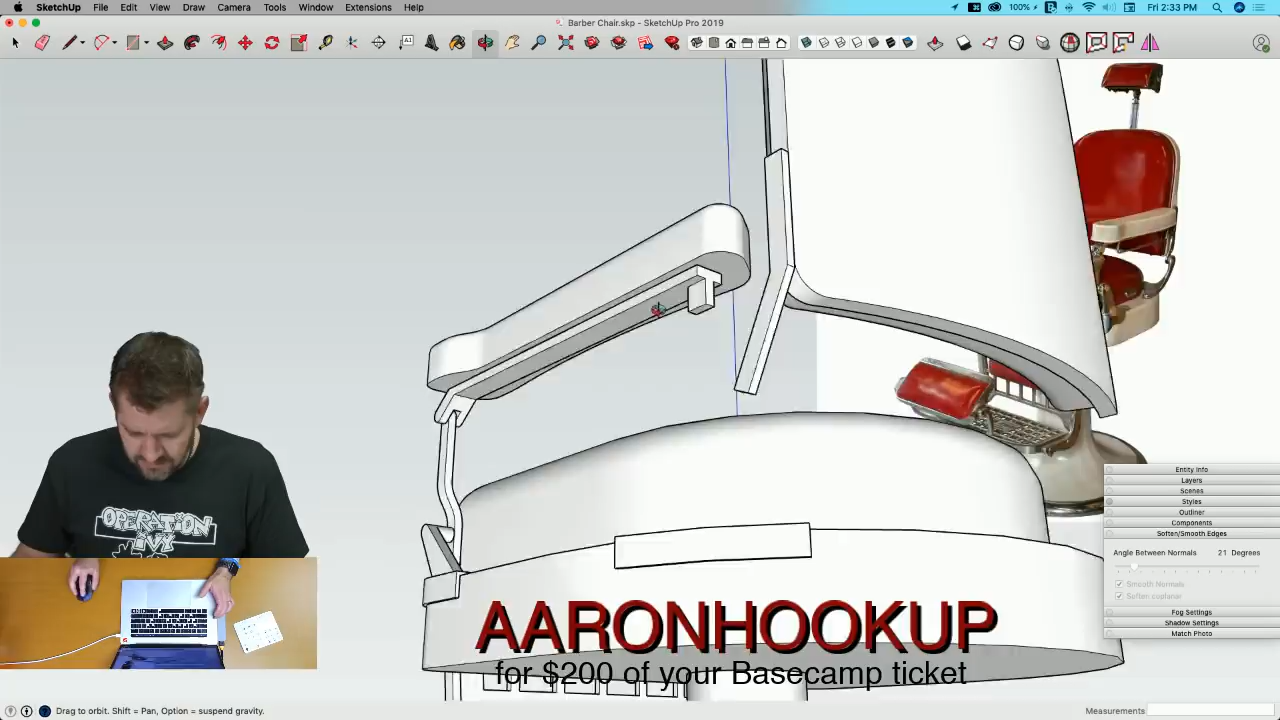 SketchUp File Edit View Draw Camera Tools Window Extensions Help
100% Fri 2:33 PM
Barber Chair.skp - SketchUp Pro 2019
Entity Info
Layers
Scenes
Styles
Outliner
Components
Soften/Smooth Edges
Angle Between Normals 21 Degrees
Smooth Normals
Soften coplanar
Fog Settings
Shadow Settings
Match Photo
OPERATION
IVY
AARONHOOKUP
for $200 of your Basecamp ticket
Drag to orbit. Shift = Pan, Option = suspend gravity.
Measurements